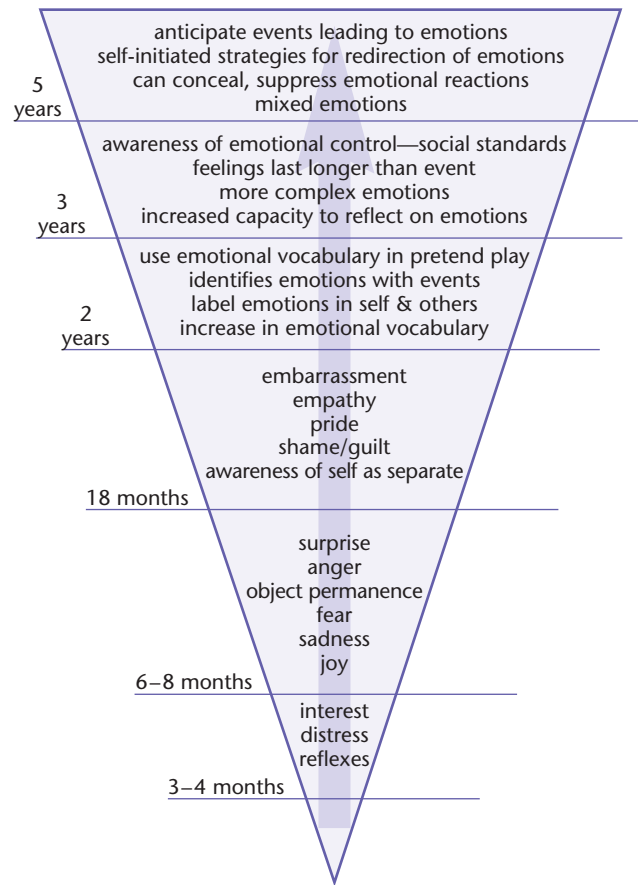 anticipate events leading to emotions
self-initiated strategies for redirection of emotions
can conceal, suppress emotional reactions
mixed emotions
5
years
awareness of emotional control—social standards
feelings last longer than event
more complex emotions
increased capacity to reflect on emotions
3
years
use emotional vocabulary in pretend play
identifies emotions with events
label emotions in self & others
increase in emotional vocabulary
2
years
embarrassment
empathy
pride
shame/guilt
awareness of self as separate
18 months
surprise
anger
object permanence
fear
sadness
joy
6–8 months
interest
distress
reflexes
3–4 months